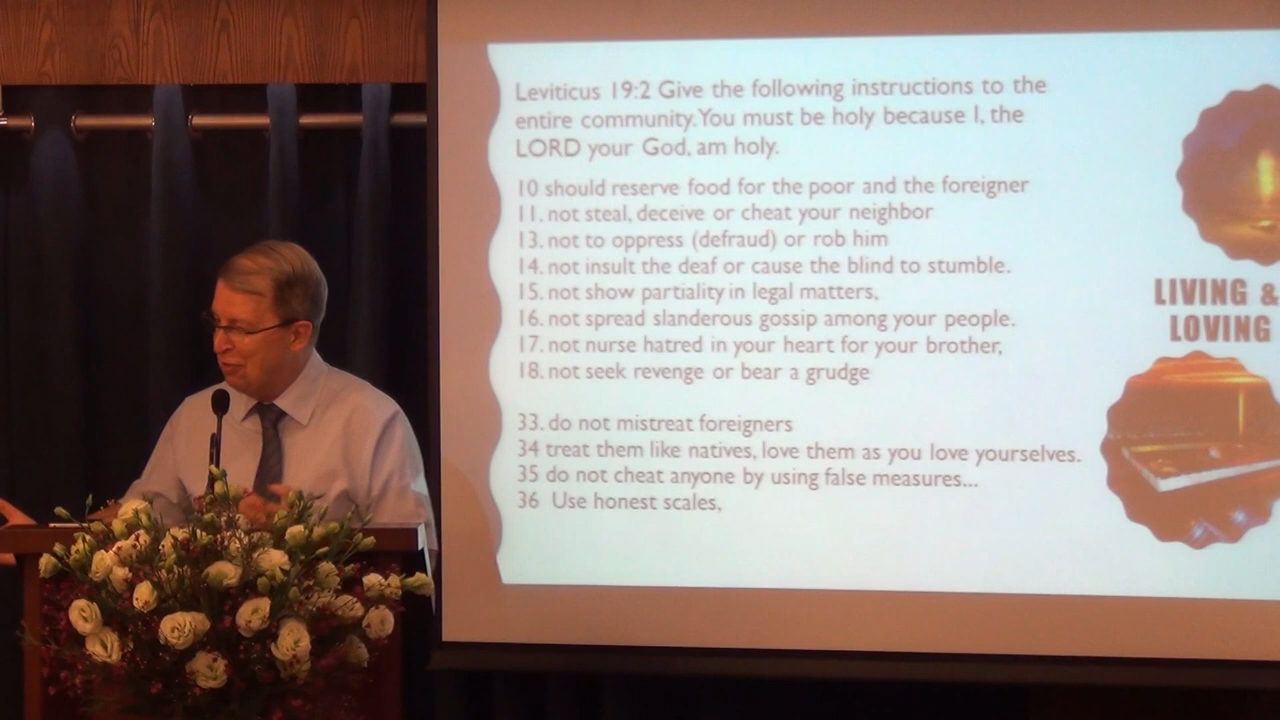 Leviticus 19:2 Give the following instructions to the
entire community. You must be holy because I, the
LORD your God, am holy.
10 should reserve food for the poor and the foreigner
11. not steal, deceive or cheat your neighbor
13. not to oppress (defraud) or rob him
14. not insult the deaf or cause the blind to stumble.
15. not show partiality in legal matters,
16. not spread slanderous gossip among your people.
17. not nurse hatred in your heart for your brother,
18. not seek revenge or bear a grudge
33. do not mistreat foreigners
34 treat them like natives, love them as you love yourselves.
35 do not cheat anyone by using false measures...
36 Use honest scales,
LIVING &
LOVING